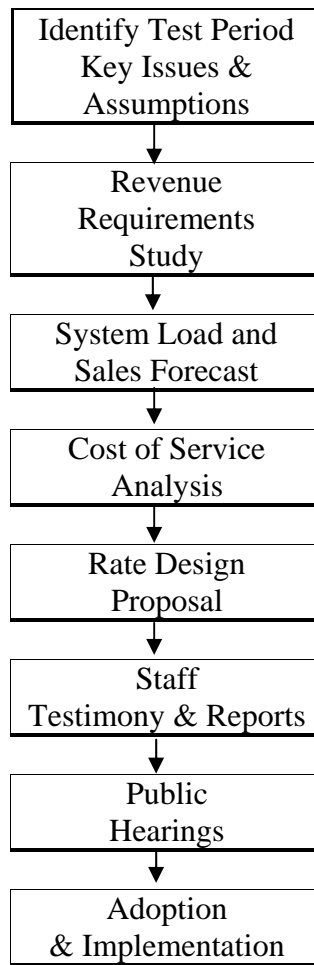 Identify Test Period
Key Issues &
Assumptions
Revenue
Requirements
Study
System Load and
Sales Forecast
Cost of Service
Analysis
Rate Design
Proposal
Staff
Testimony & Reports
Public
Hearings
Adoption
& Implementation